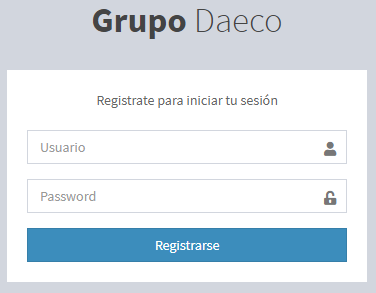 Grupo Daeco
Registrate para iniciar tu sesión
Usuario
Password
Registrarse